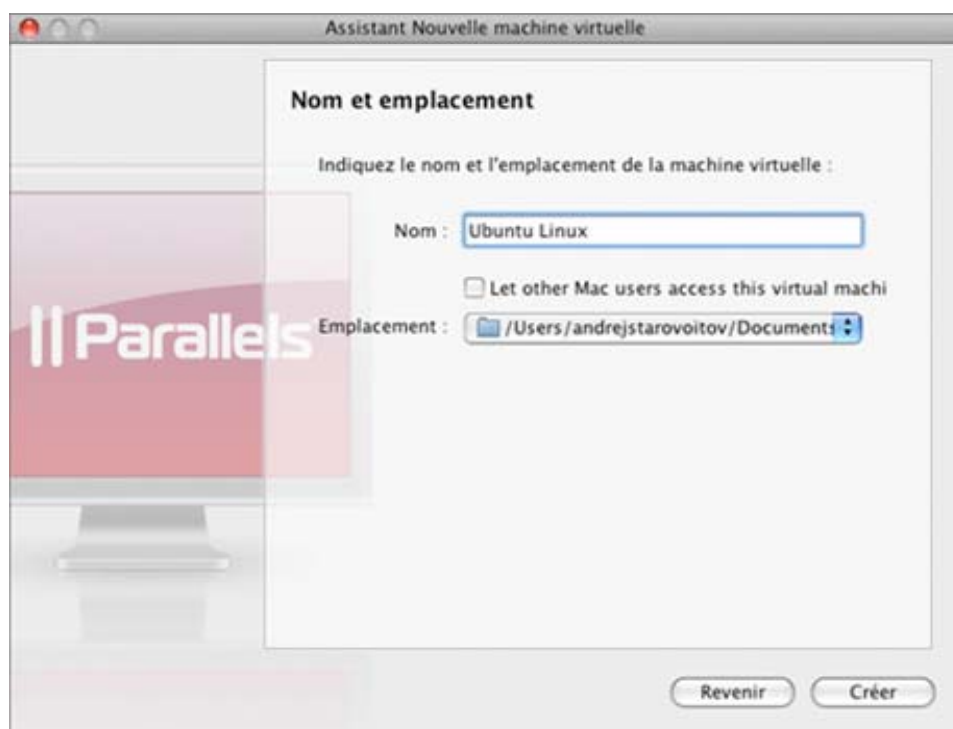 Assistant Nouvelle machine virtuelle
Nom et emplacement
Indiquez le nom et l'emplacement de la machine virtuelle :
Nom : Ubuntu Linux
Let other Mac users access this virtual machi
Emplacement : /Users/andrejstarovoitov/Documents
|| Parallels
Revenir Créer